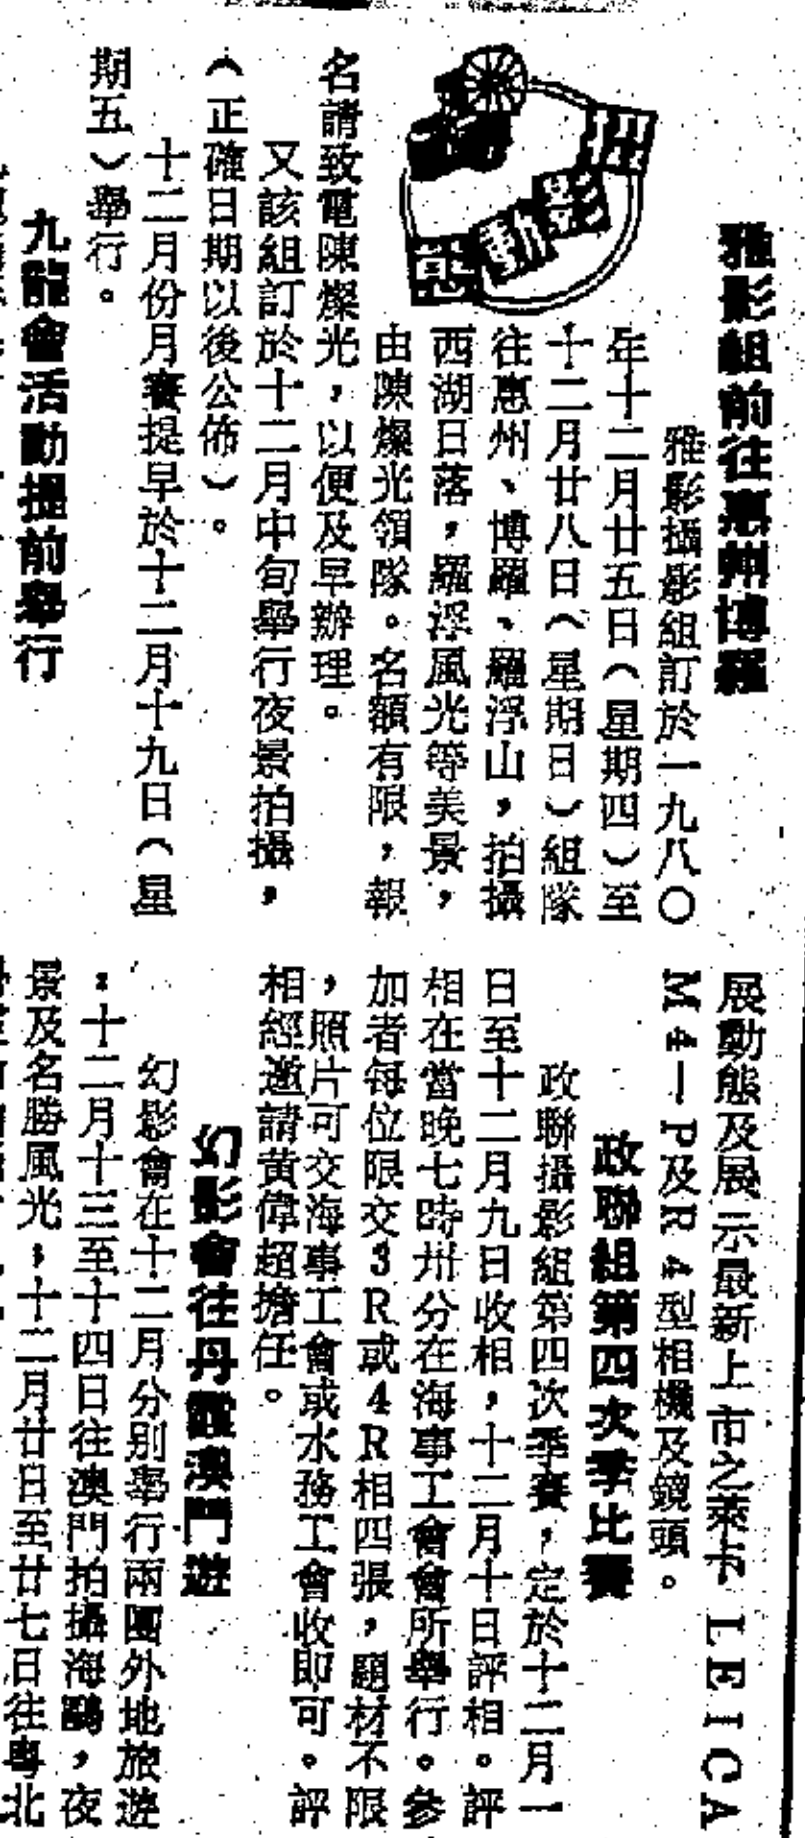 雅影組前往惠州博羅
雅影攝影組訂於一九八〇
年十二月廿五日(星期四)至
十二月廿八日(星期日)組隊
往惠州、博羅、羅浮山，拍攝
西湖日落，羅浮風光等美景，
由陳燦光領隊。名額有限，報
名請致電陳燦光，以便及早辦理。
又該組訂於十二月中旬舉行夜景拍攝，
(正確日期以後公佈)。
十二月份月賽提早於十二月十九日(星
期五)舉行。
九龍會活動提前舉行
影動態
展動態及展示最新上市之萊卡 LEICA
M4—P及R4型相機及鏡頭。
政聯組第四次季比賽
政聯攝影組第四次季賽，定於十二月一
日至十二月九日收相，十二月十日評相。評
相在當晚七時卅分在海事工會會所舉行。參
加者每位限交3R或4R相四張，題材不限
，照片可交海事工會或水務工會收即可。評
相經邀請黃偉超擔任。
幻影會往丹霞澳門遊
幻影會在十二月分別舉行兩團外地旅遊
：十二月十三至十四日往澳門拍攝海鷗，夜
景及名勝風光，十二月廿日至廿七日往粵北